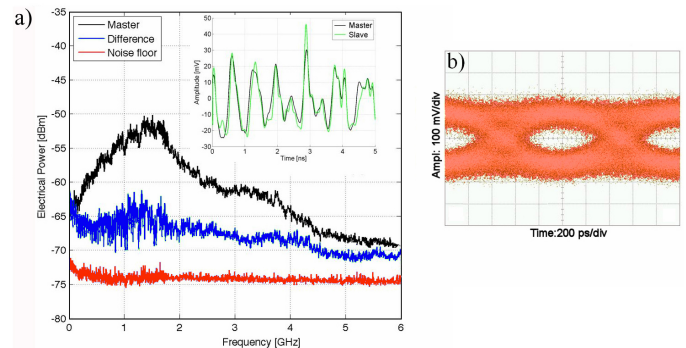 a)
Master
Difference
Noise floor
-35
-45
-50
-55
-60
-65
-70
-75
-80
Electrical Power [dBm]
0
1
2
3
4
5
6
Frequency [GHz]
50
40
30
20
10
0
-10
-20
-30
Amplitude [mV]
Master
Slave
0
1
2
3
4
5
Time [ns]
b)
Ampl: 100 mV/div
Time:200 ps/div